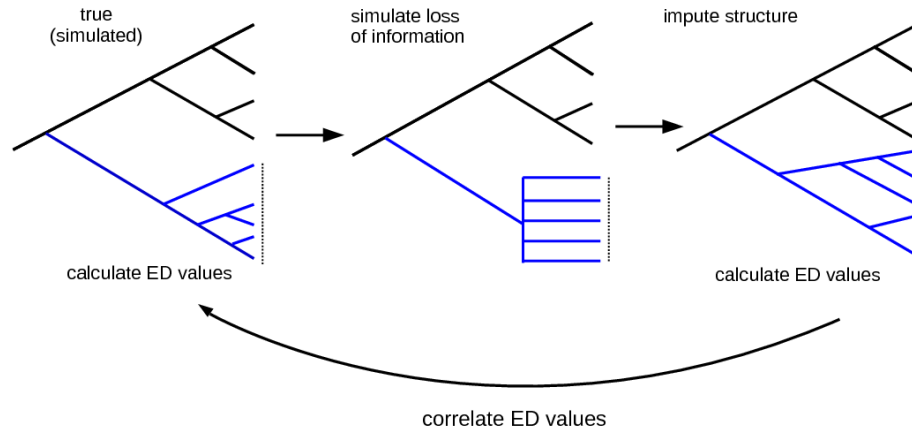 true
(simulated)
simulate loss
of information
impute structure
calculate ED values
calculate ED values
correlate ED values